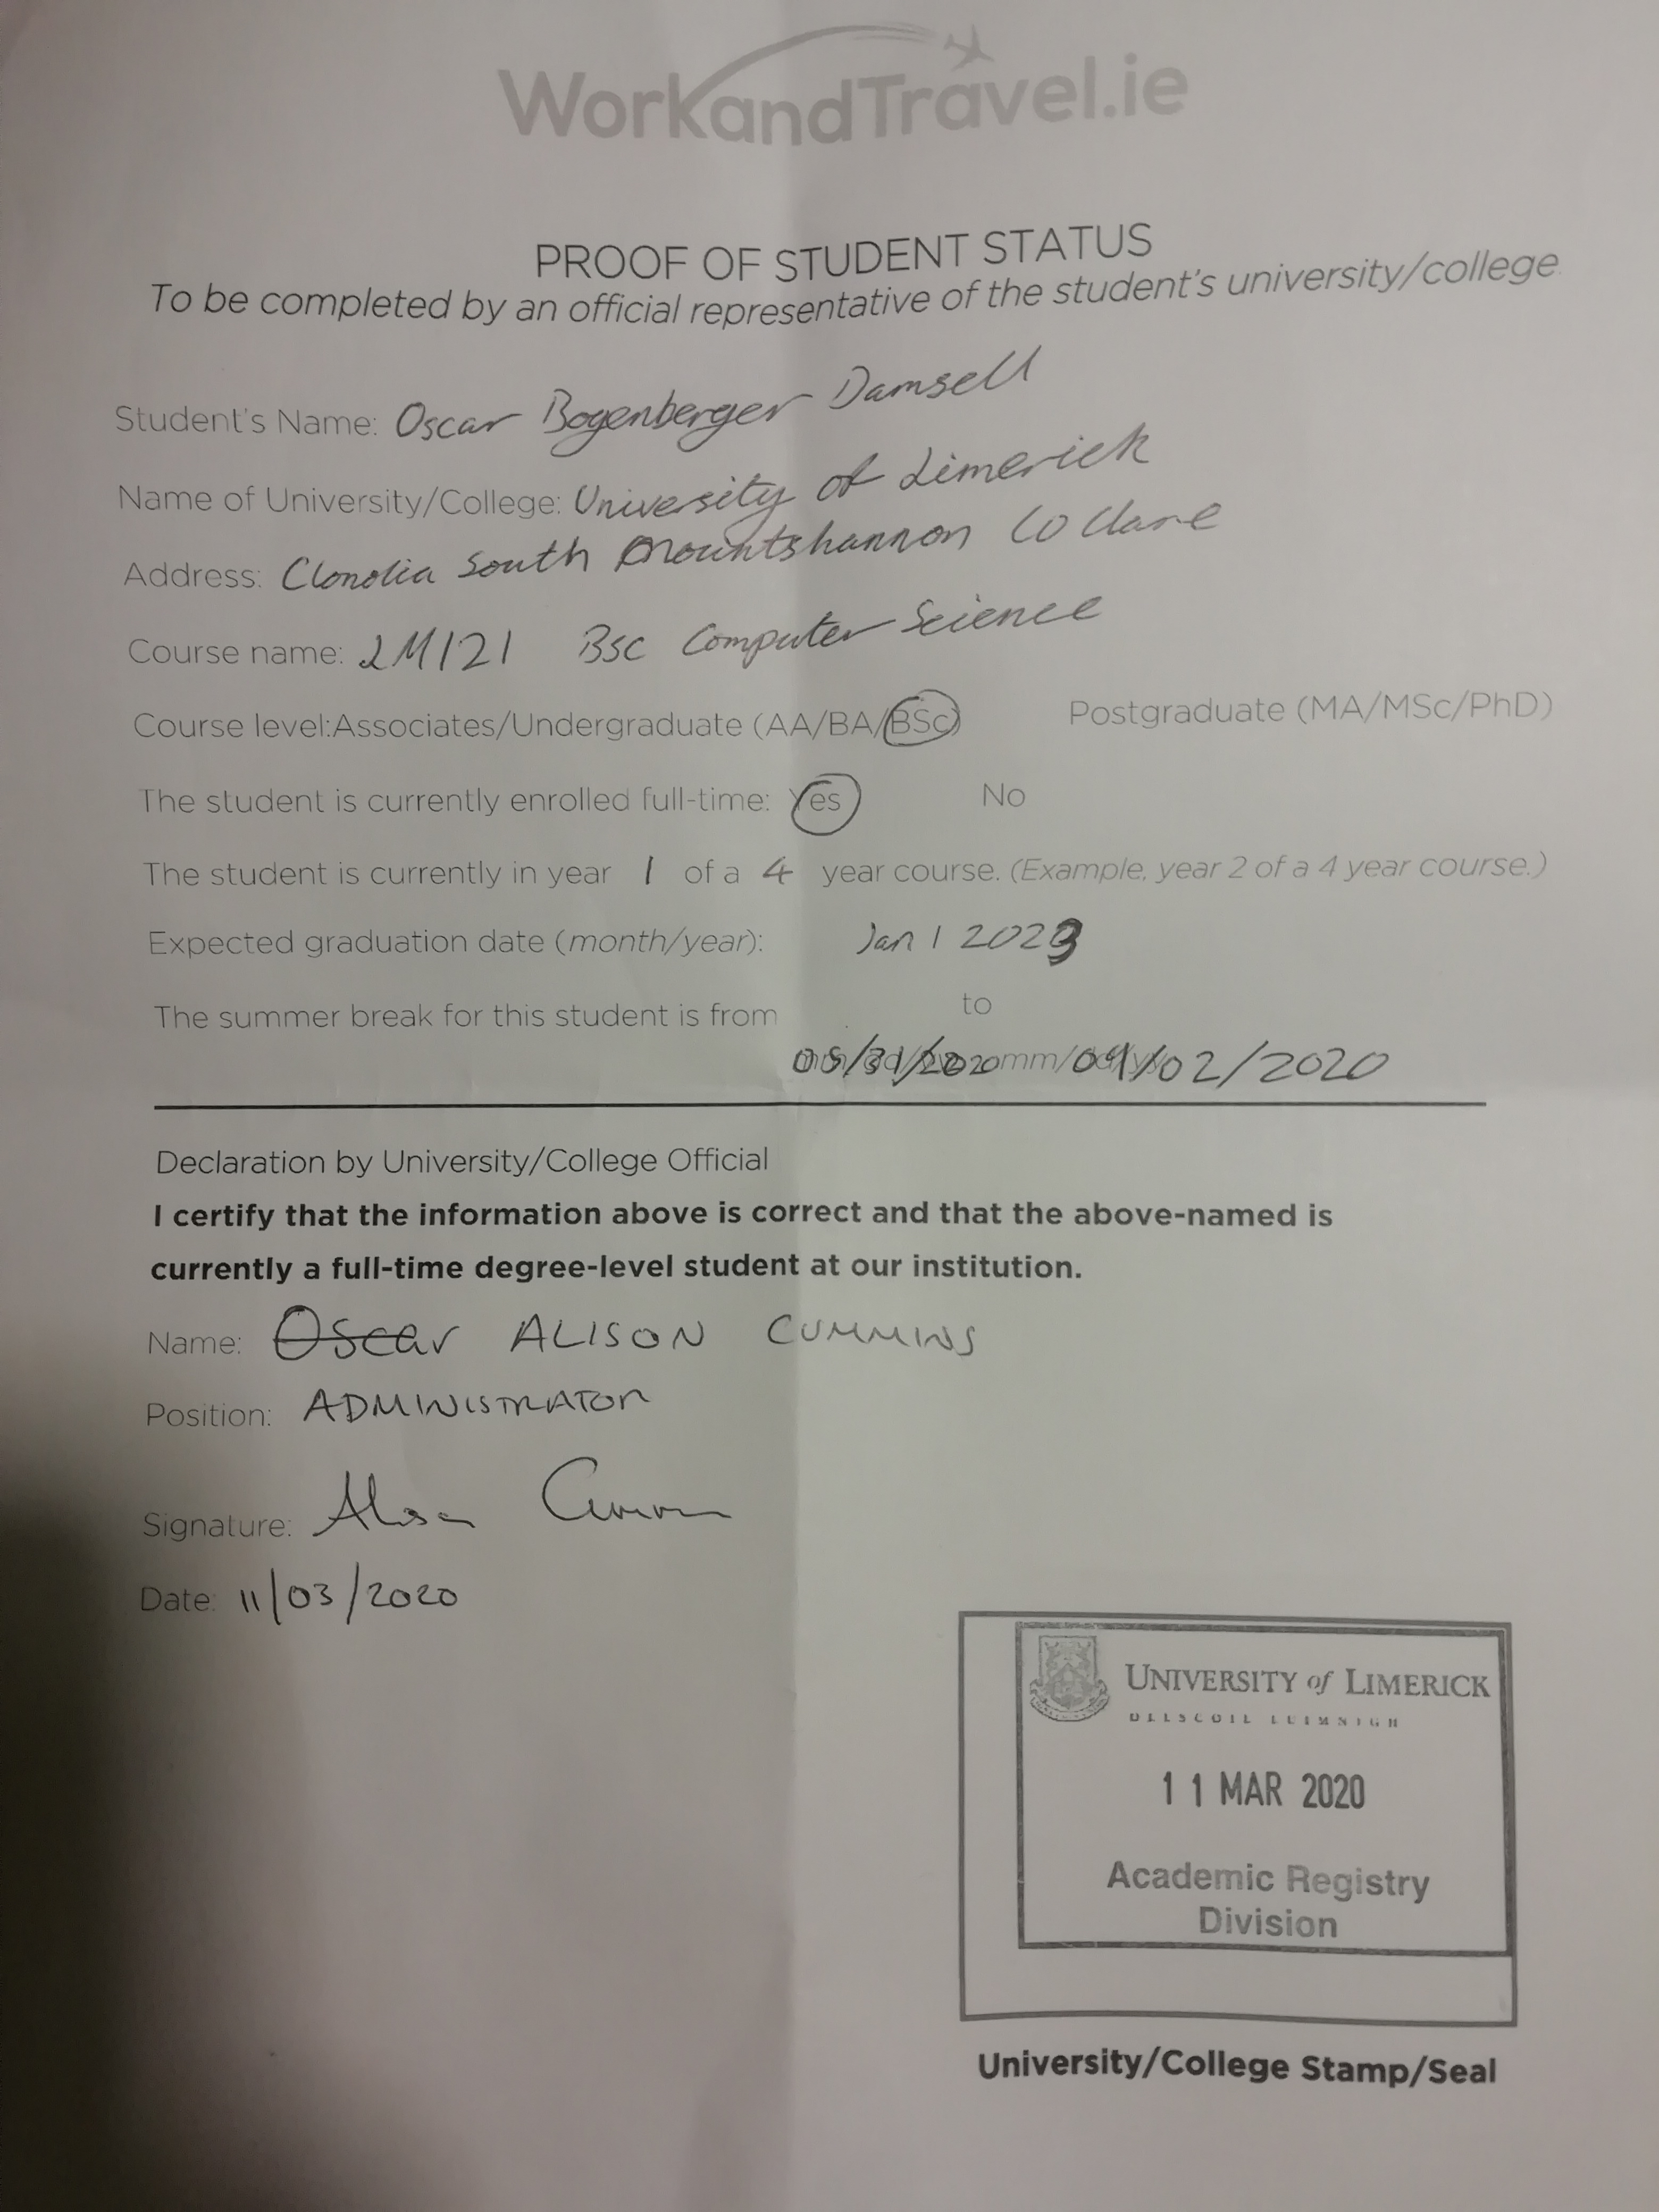 WorkandTravel.ie
PROOF OF STUDENT STATUS
To be completed by an official representative of the student's university/college
Student's Name: Oscar Bogenberger Damsell
Name of University/College: University of Limerick
Address: Clonolia South Mountshannon Co Clare
Course name: LM121 BSc Computer Science
Course level:Associates/Undergraduate (AA/BA/BSc) Postgraduate (MA/MSc/PhD)
The student is currently enrolled full-time: Yes No
The student is currently in year 1 of a 4 year course. (Example, year 2 of a 4 year course.)
Expected graduation date (month/year): Jan 1 2023
The summer break for this student is from to
05/31/2020 mm/ 09/02/2020
Declaration by University/College Official
I certify that the information above is correct and that the above-named is
currently a full-time degree-level student at our institution.
Name: Oscar ALISON CUMMINS
Position: ADMINISTRATOR
Signature: Alison Cummins
Date: 11/03/2020
UNIVERSITY of LIMERICK
OLLSCOIL LUIMNIGH
11 MAR 2020
Academic Registry
Division
University/College Stamp/Seal